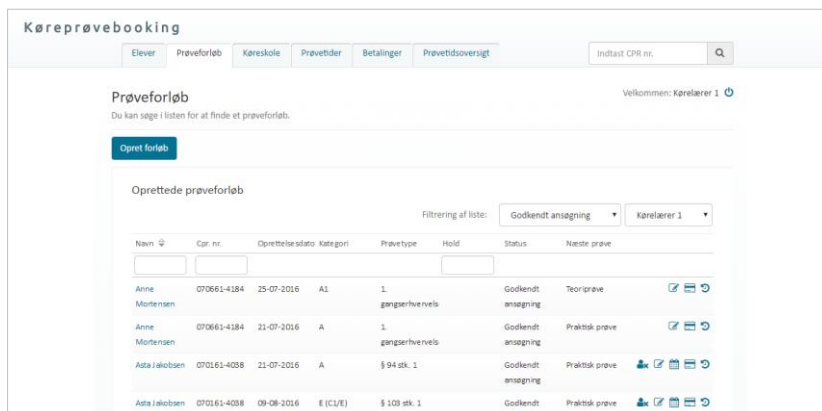 Køreprøvebooking
Elever Prøveforløb Køreskole Prøvetider Betalinger Prøvetidsoversigt Indtast CPR nr.
Velkommen: Kørelærer 1
Prøveforløb
Du kan søge i listen for at finde et prøveforløb.
Opret forløb
Oprettede prøveforløb
Filtrering af liste: Godkendt ansøgning Kørelærer 1
Navn Cpr. nr. Oprettelsesdato Kategori Prøvetype Hold Status Næste prøve
Anne 070661-4184 25-07-2016 A1 1. Godkendt Teoriprøve
Mortensen gangserhvervels ansøgning
Anne 070661-4184 21-07-2016 A 1. Godkendt Praktisk prøve
Mortensen gangserhvervels ansøgning
Asta Jakobsen 070161-4038 21-07-2016 A § 94 stk. 1 Godkendt Praktisk prøve
ansøgning
Asta Jakobsen 070161-4038 09-08-2016 E (C1/E) § 103 stk. 1 Godkendt Praktisk prøve